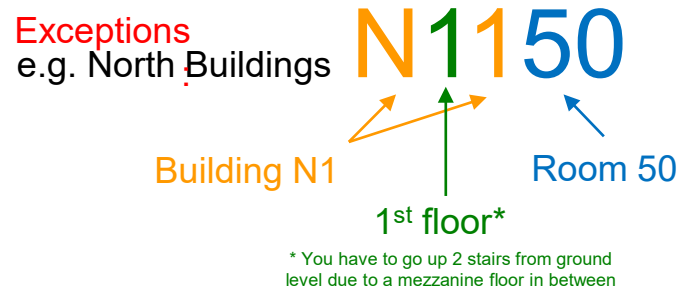 Exceptions
:
e.g. North Buildings
N1150
Building N1
Room 50
1st floor*
* You have to go up 2 stairs from ground
level due to a mezzanine floor in between